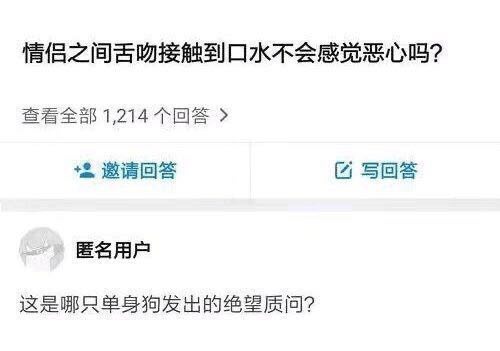 情侣之间舌吻接触到口水不会感觉恶心吗?
查看全部 1,214 个回答 >
邀请回答
写回答
匿名用户
这是哪只单身狗发出的绝望质问?